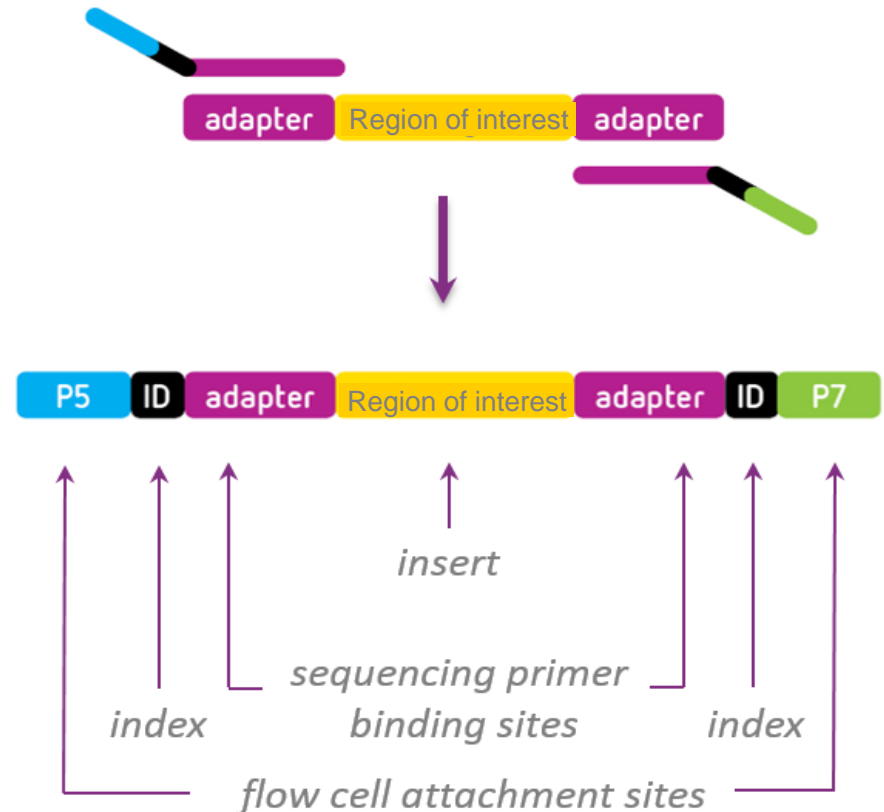 adapter Region of interest adapter
P5 ID adapter Region of interest adapter ID P7
insert
sequencing primer
index binding sites index
flow cell attachment sites